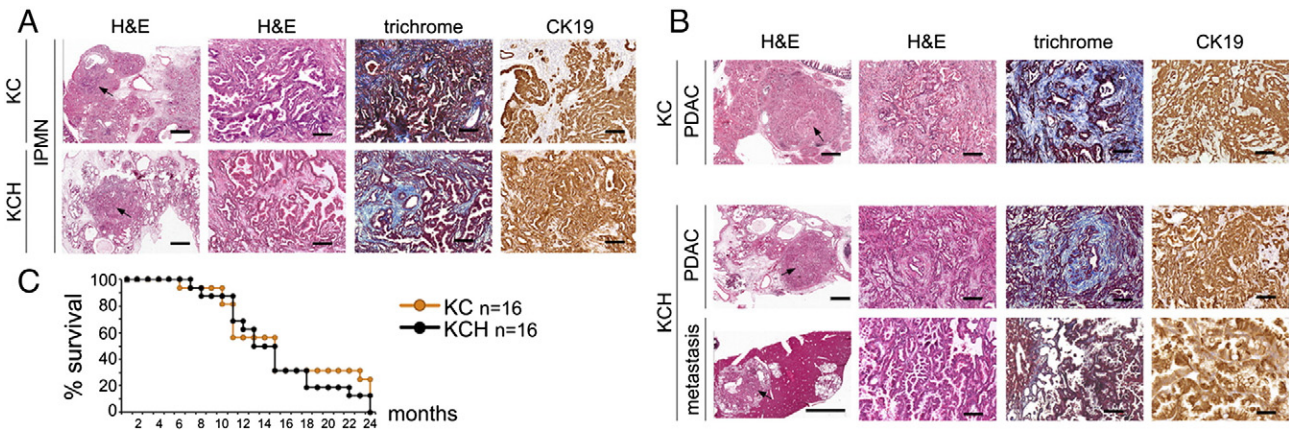 A
H&E H&E trichrome CK19
IPMN
KC
KCH
B
H&E H&E trichrome CK19
KC
PDAC
KCH
PDAC
metastasis
C
% survival
100
80
60
40
20
0
2 4 6 8 10 12 14 16 18 20 22 24
months
KC n=16
KCH n=16